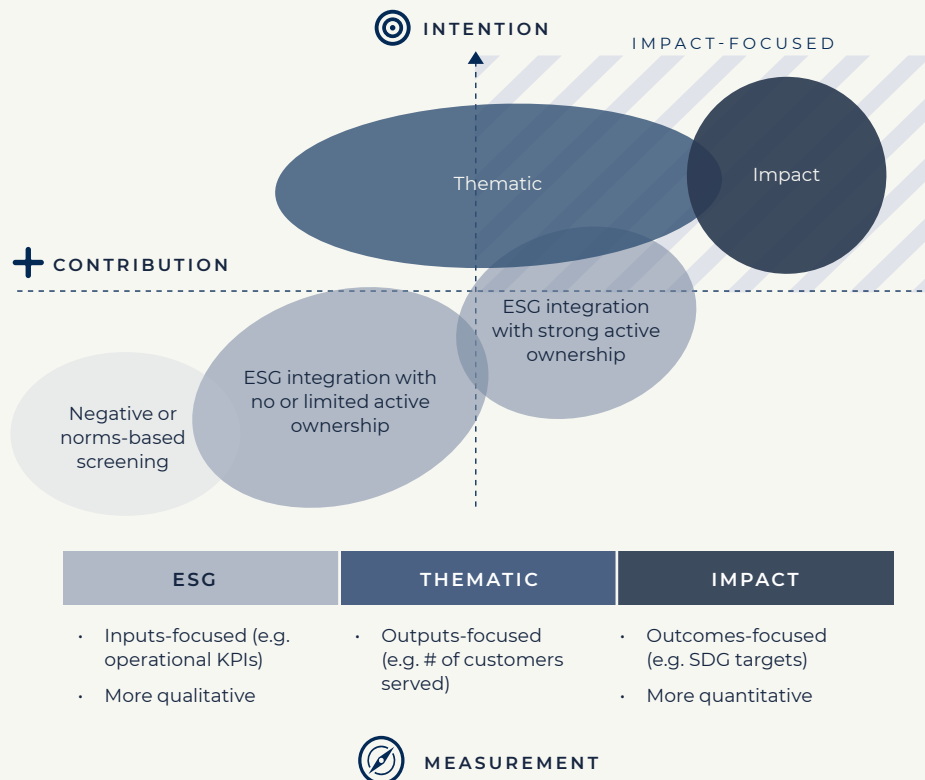 INTENTION
IMPACT-FOCUSED
Thematic
Impact
CONTRIBUTION
ESG integration
with strong active
ownership
ESG integration with
no or limited active
ownership
Negative or
norms-based
screening
ESG
THEMATIC
IMPACT
• Inputs-focused (e.g.
operational KPIs)
• More qualitative
• Outputs-focused
(e.g. # of customers
served)
• Outcomes-focused
(e.g. SDG targets)
• More quantitative
MEASUREMENT